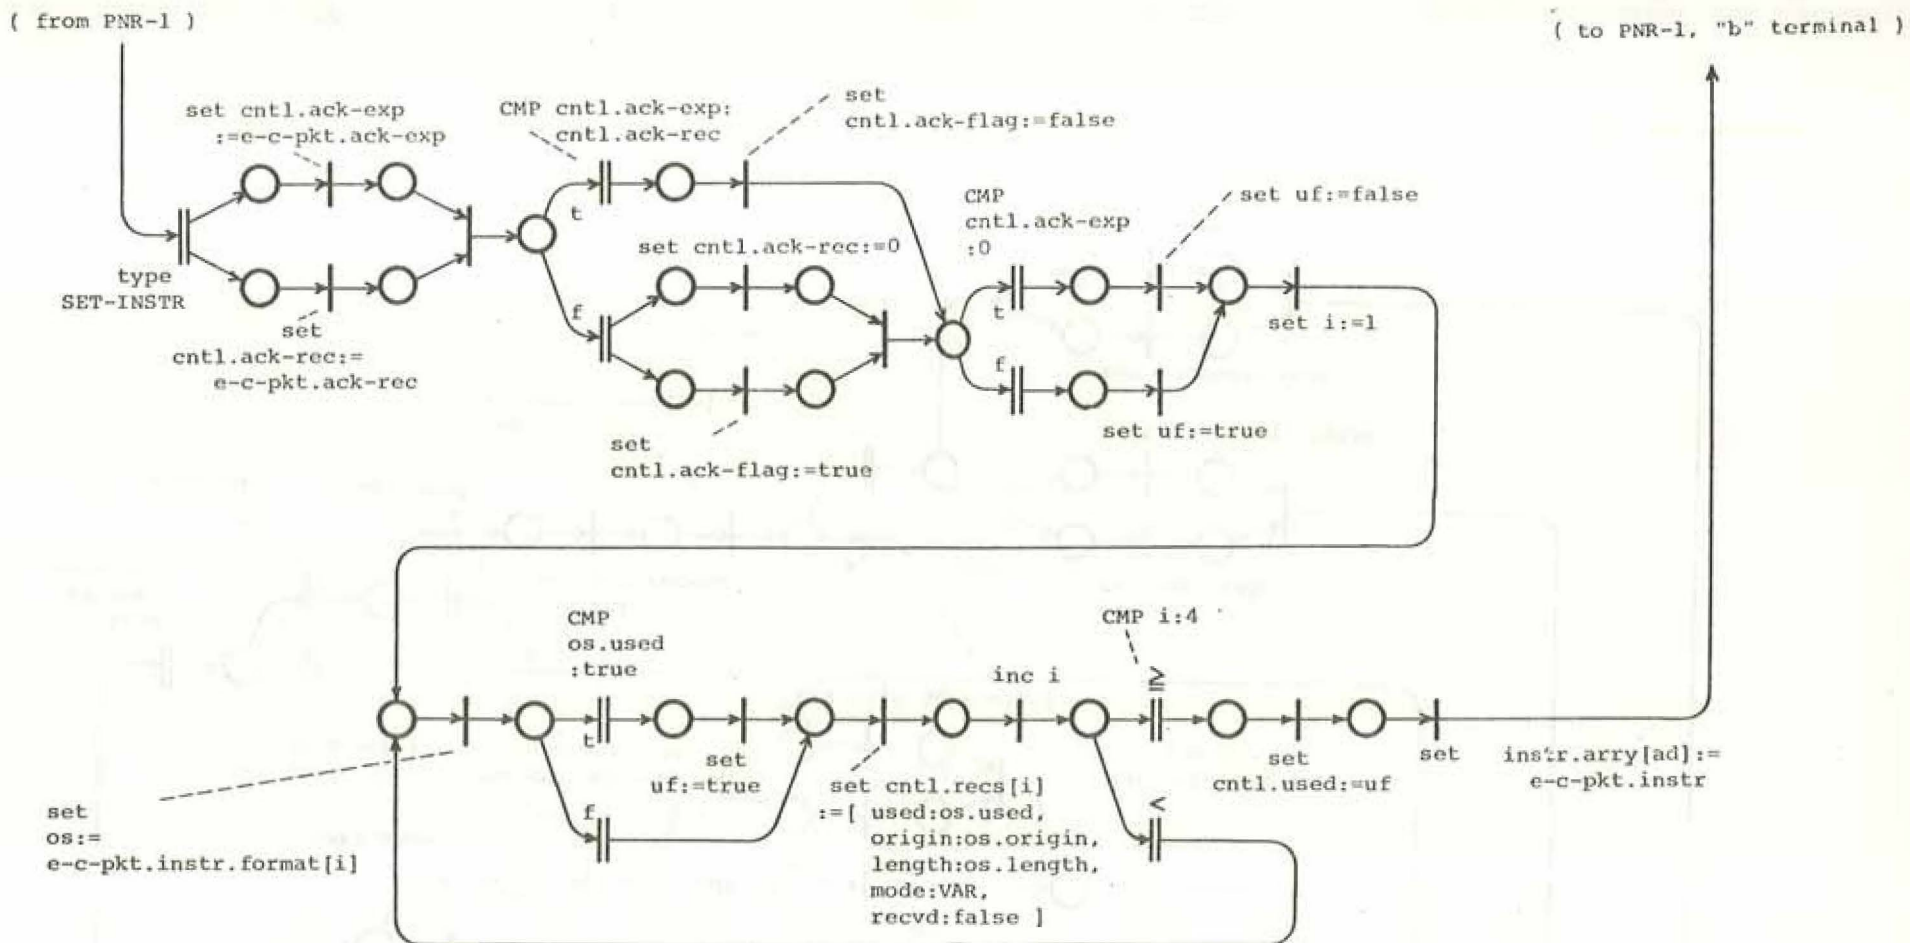 ( from PNR-1 )
( to PNR-1, "b" terminal )
set cntl.ack-exp
:=e-c-pkt.ack-exp
CMP cntl.ack-exp:
cntl.ack-rec
set
cntl.ack-flag:=false
t
CMP
cntl.ack-exp
:0
set uf:=false
type
SET-INSTR
set cntl.ack-rec:=0
f
t
set i:=1
set
cntl.ack-rec:=
e-c-pkt.ack-rec
f
set uf:=true
set
cntl.ack-flag:=true
CMP
os.used
:true
CMP i:4
inc i
≥
t
set
uf:=true
set cntl.recs[i]
:=[ used:os.used,
origin:os.origin,
length:os.length,
mode:VAR,
recvd:false ]
set
cntl.used:=uf
set instr.arry[ad]:=
e-c-pkt.instr
f
<
set
os:=
e-c-pkt.instr.format[i]